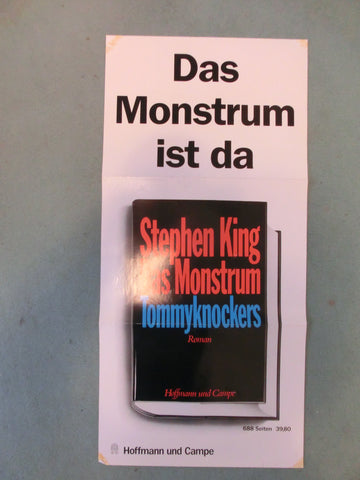 Das
Monstrum
ist da
Stephen King
Das Monstrum
Tommyknockers
Roman
Hoffmann und Campe
688 Seiten 39,80
Hoffmann und Campe